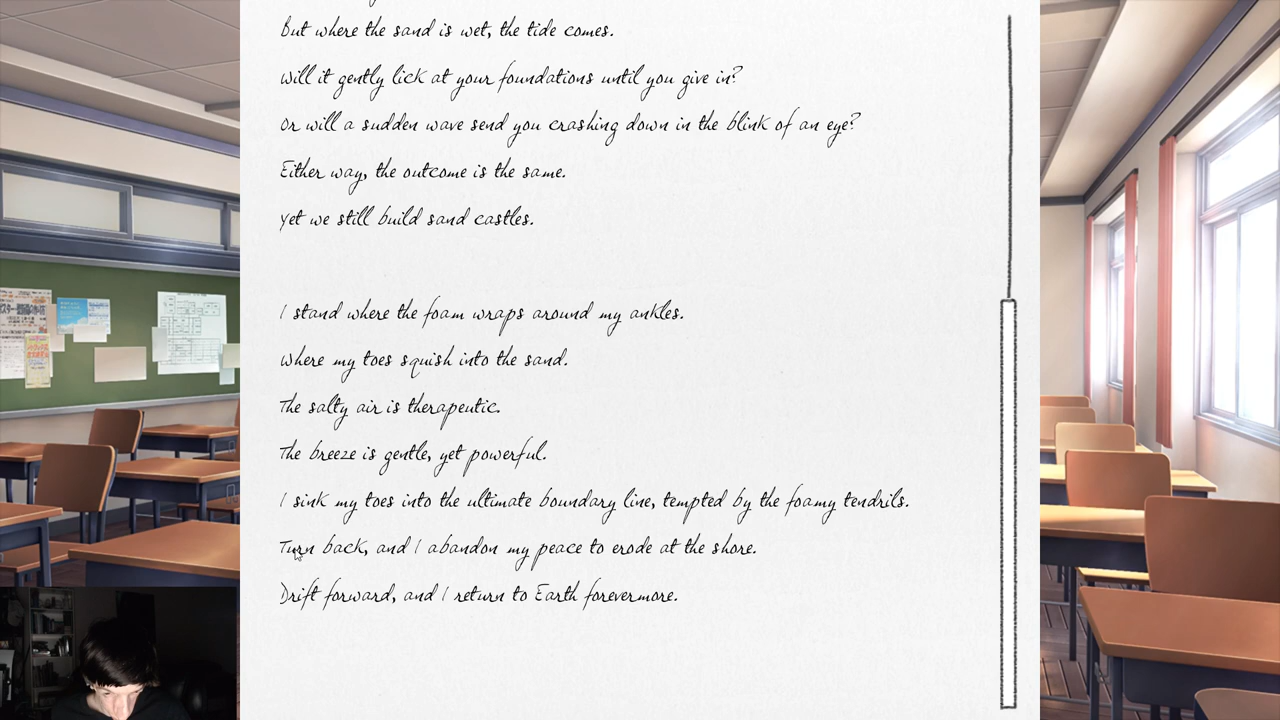 But where the sand is wet, the tide comes.
Will it gently lick at your foundations until you give in?
Or will a sudden wave send you crashing down in the blink of an eye?
Either way, the outcome is the same.
Yet we still build sand castles.
I stand where the foam wraps around my ankles.
Where my toes squish into the sand.
The salty air is therapeutic.
The breeze is gentle, yet powerful.
I sink my toes into the ultimate boundary line, tempted by the foamy tendrils.
Turn back, and I abandon my peace to erode at the shore.
Drift forward, and I return to Earth forevermore.